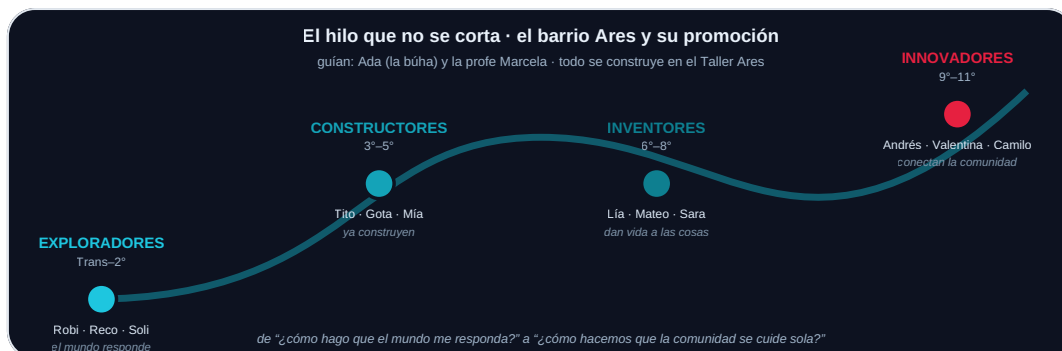 El hilo que no se corta · el barrio Ares y su promoción
guían: Ada (la búha) y la profe Marcela · todo se construye en el Taller Ares
INNOVADORES
9°–11°
Andrés · Valentina · Camilo
conectan la comunidad
CONSTRUCTORES
3°–5°
Tito · Gota · Mía
ya construyen
INVENTORES
6°–8°
Lía · Mateo · Sara
dan vida a las cosas
EXPLORADORES
Trans–2°
Robi · Reco · Soli
el mundo responde
de “¿cómo hago que el mundo me responda?” a “¿cómo hacemos que la comunidad se cuide sola?”